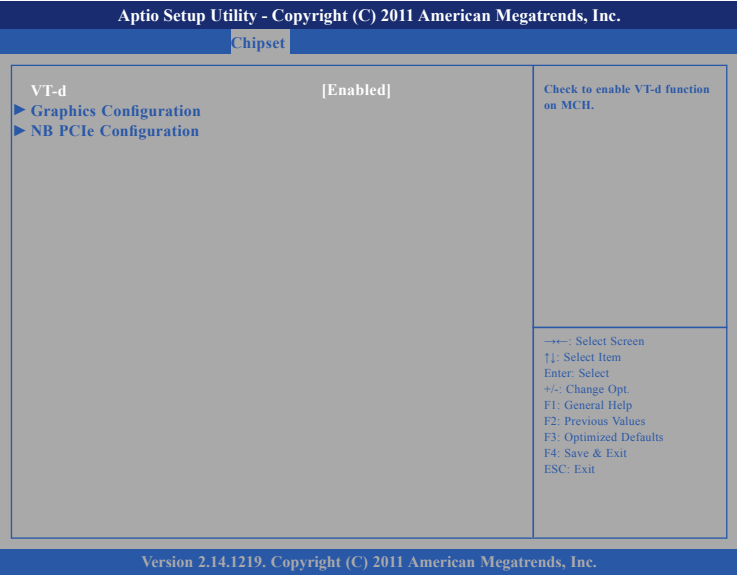 Aptio Setup Utility - Copyright (C) 2011 American Megatrends, Inc.
Chipset
VT-d [Enabled]
► Graphics Configuration
► NB PCIe Configuration
Check to enable VT-d function
on MCH.
→←: Select Screen
↑↓: Select Item
Enter: Select
+/-: Change Opt.
F1: General Help
F2: Previous Values
F3: Optimized Defaults
F4: Save & Exit
ESC: Exit
Version 2.14.1219. Copyright (C) 2011 American Megatrends, Inc.